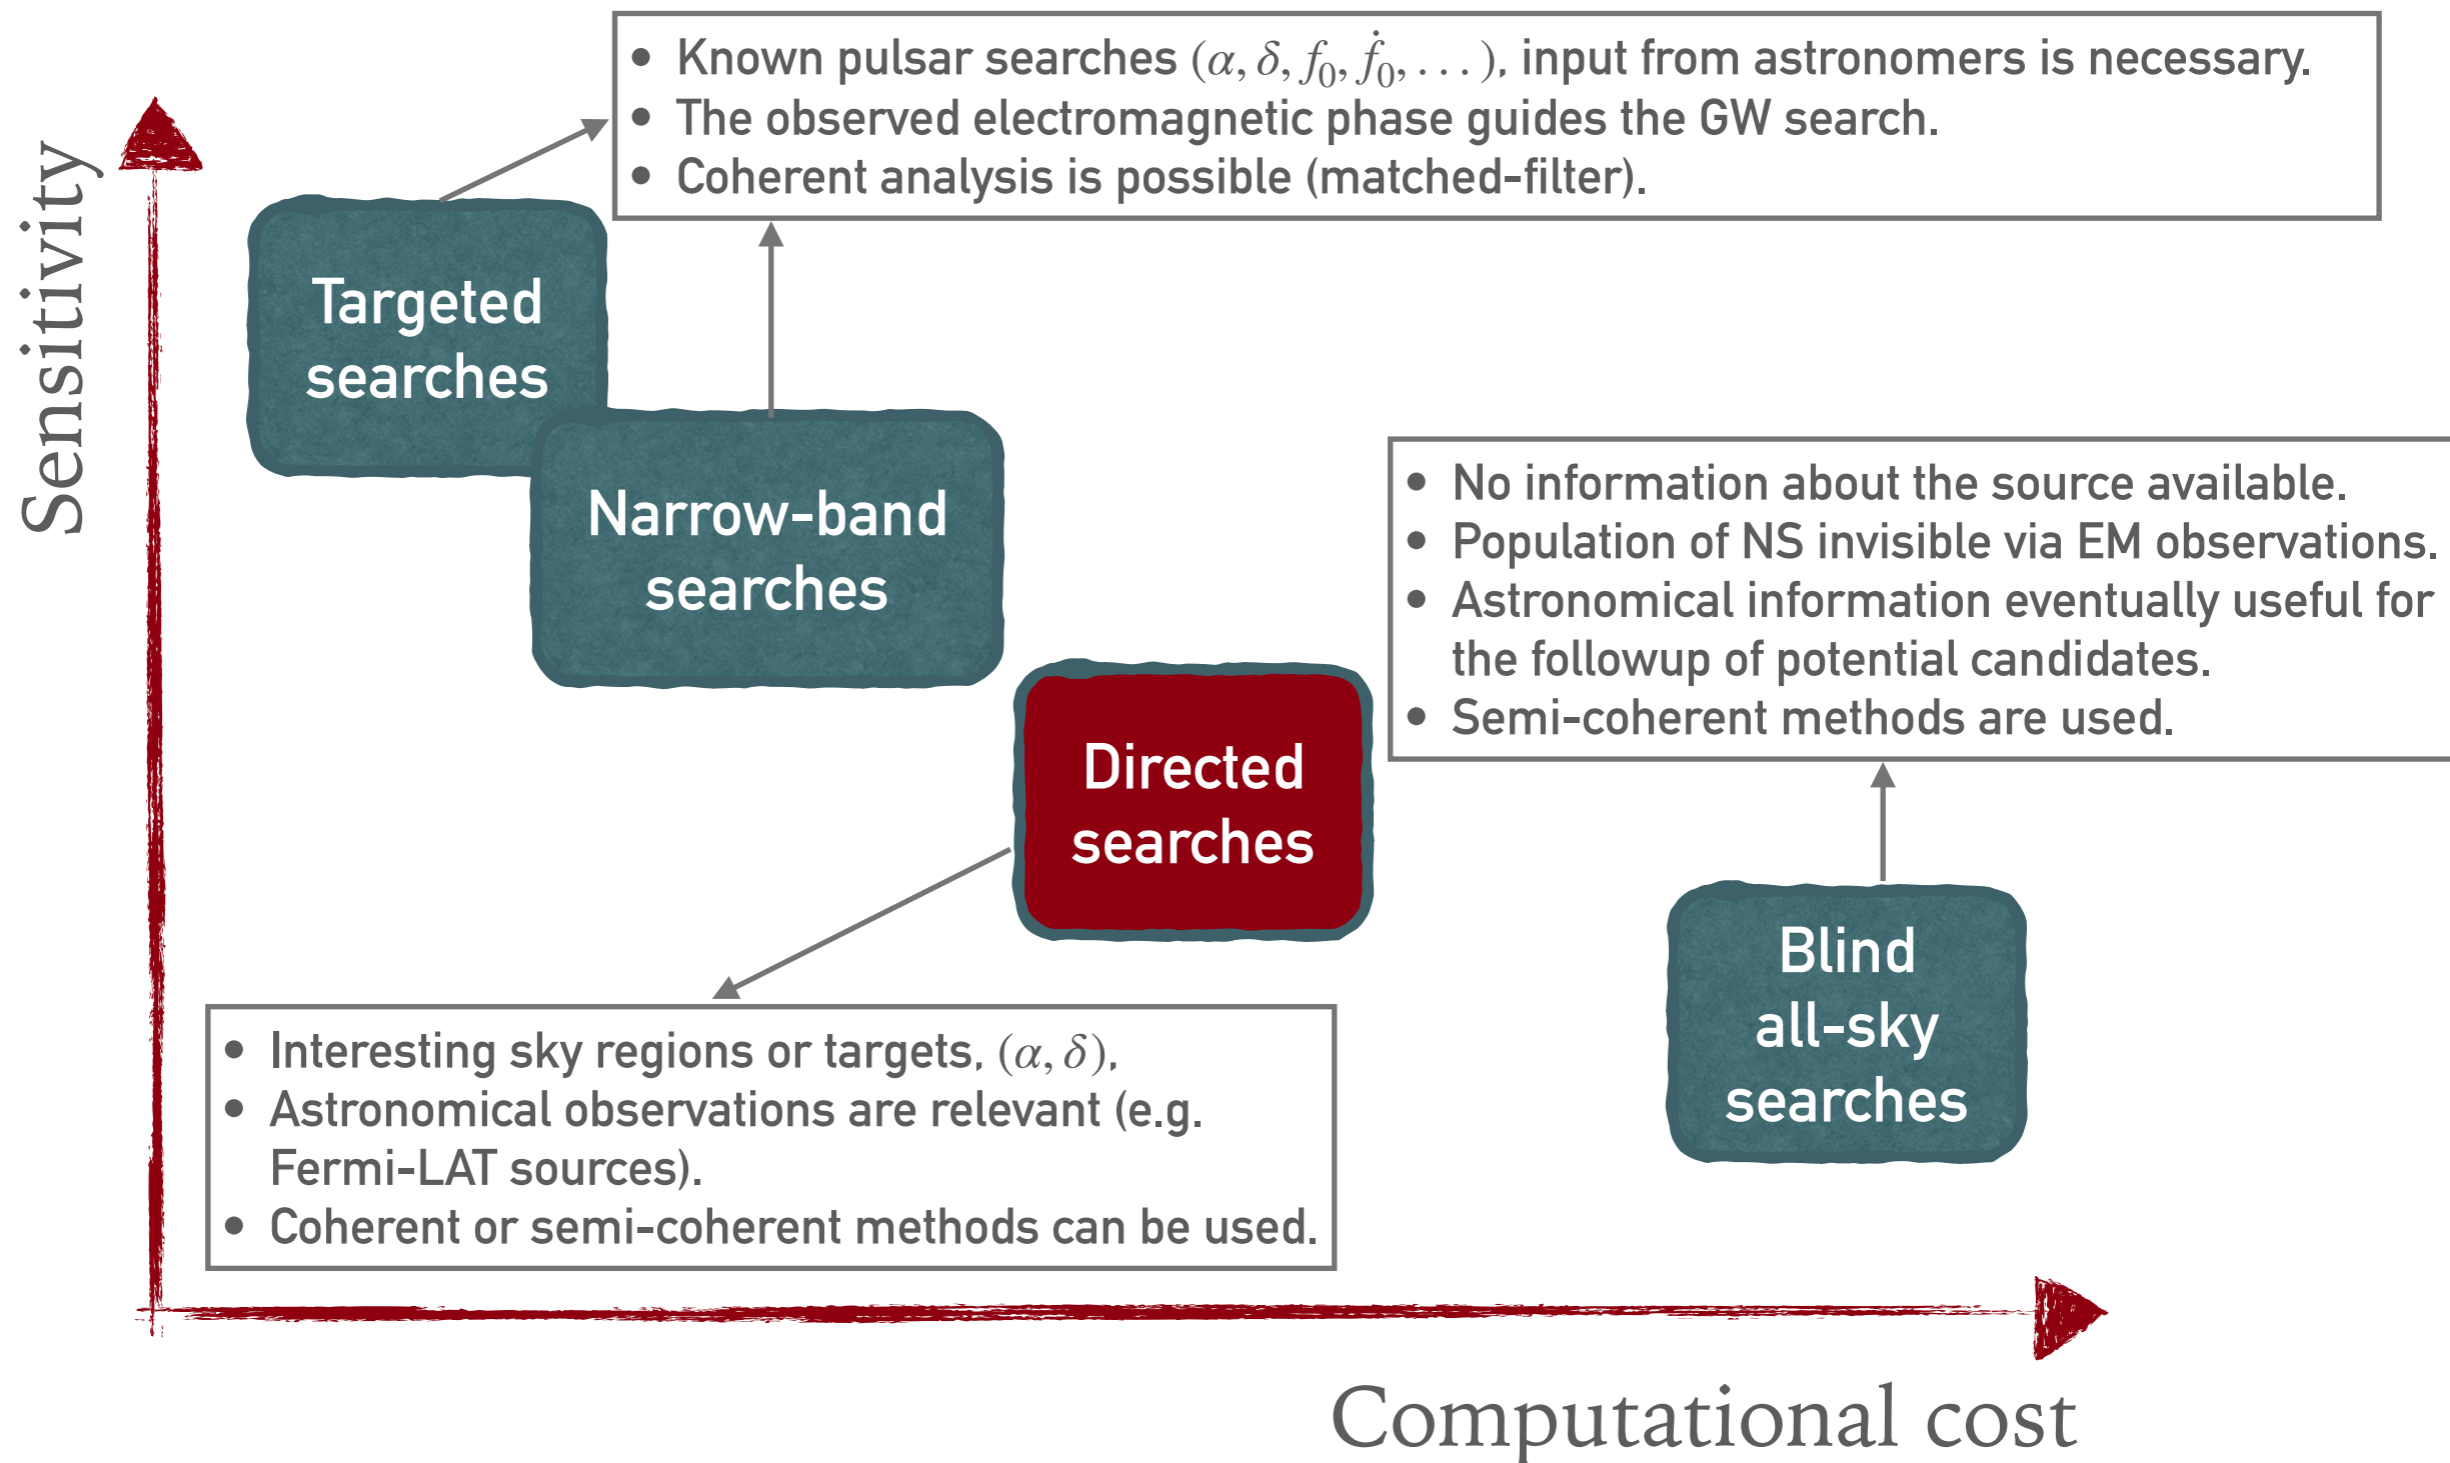 • Known pulsar searches (α, δ, f₀, ḟ₀, . . . ), input from astronomers is necessary.
• The observed electromagnetic phase guides the GW search.
• Coherent analysis is possible (matched-filter).
Sensitivity
Targeted
searches
Narrow-band
searches
• No information about the source available.
• Population of NS invisible via EM observations.
• Astronomical information eventually useful for
the followup of potential candidates.
• Semi-coherent methods are used.
Directed
searches
Blind
all-sky
searches
• Interesting sky regions or targets, (α, δ),
• Astronomical observations are relevant (e.g.
Fermi-LAT sources).
• Coherent or semi-coherent methods can be used.
Computational cost